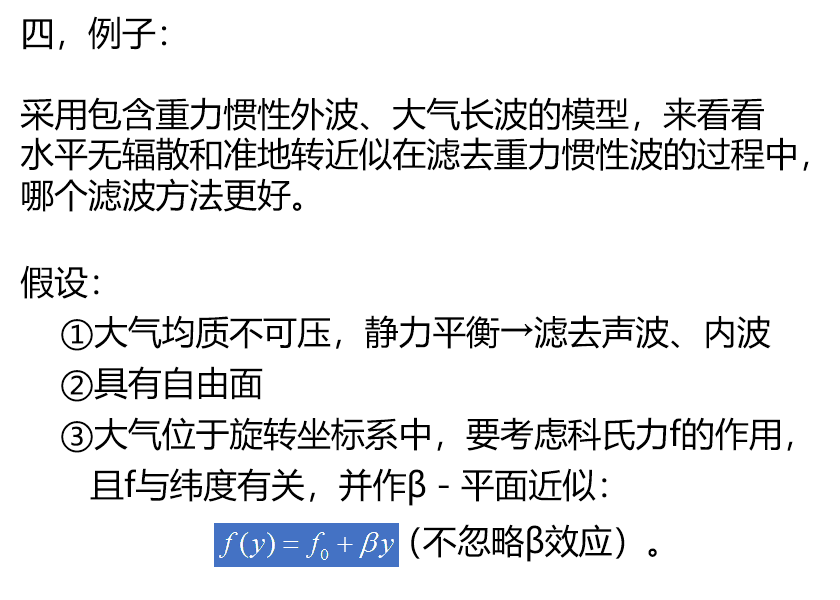 四，例子：
采用包含重力惯性外波、大气长波的模型，来看看
水平无辐散和准地转近似在滤去重力惯性波的过程中，
哪个滤波方法更好。
假设：
①大气均质不可压，静力平衡→滤去声波、内波
②具有自由面
③大气位于旋转坐标系中，要考虑科氏力f的作用，
且f与纬度有关，并作β - 平面近似：
f(y) = f₀ + βy（不忽略β效应）。